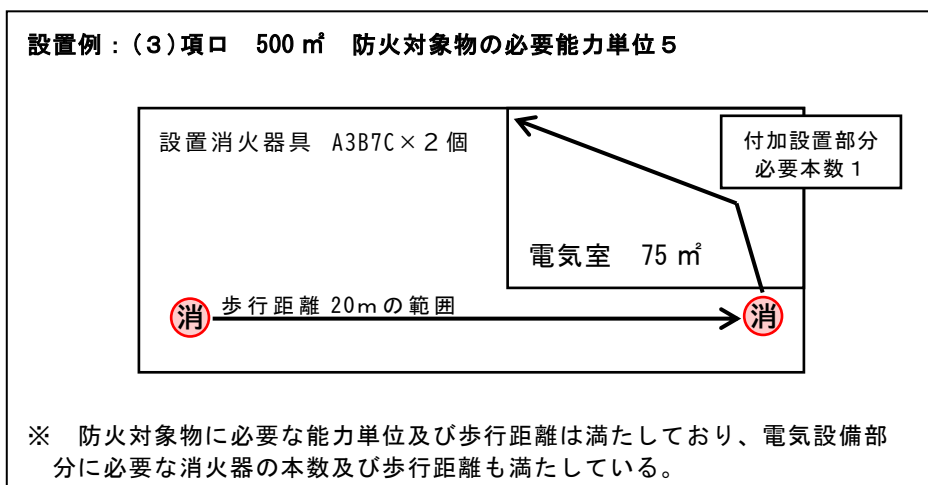 設置例：(３)項ロ　500 ㎡　防火対象物の必要能力単位５
設置消火器具　A3B7C×２個
付加設置部分
必要本数１
電気室　75 ㎡
消
歩行距離 20ｍの範囲
消
※　防火対象物に必要な能力単位及び歩行距離は満たしており、電気設備部
分に必要な消火器の本数及び歩行距離も満たしている。